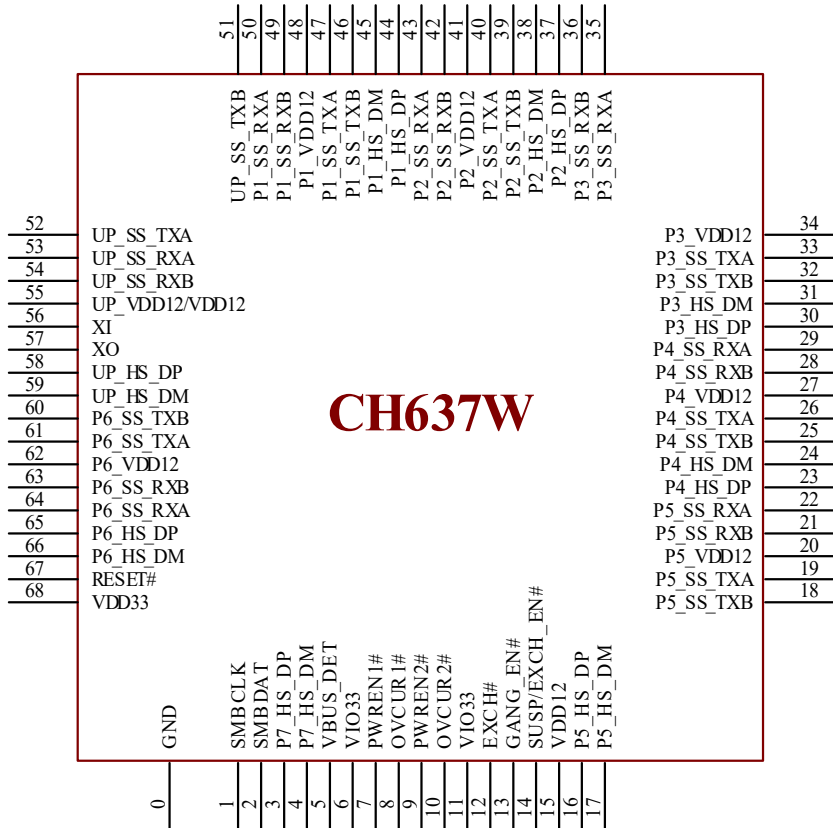 51
50
49
48
47
46
45
44
43
42
41
40
39
38
37
36
35
UP_SS_TXB
P1_SS_RXA
P1_SS_RXB
P1_VDD12
P1_SS_TXA
P1_SS_TXB
P1_HS_DM
P1_HS_DP
P2_SS_RXA
P2_SS_RXB
P2_VDD12
P2_SS_TXA
P2_SS_TXB
P2_HS_DM
P2_HS_DP
P3_SS_RXB
P3_SS_RXA
52 UP_SS_TXA
53 UP_SS_RXA
54 UP_SS_RXB
55 UP_VDD12/VDD12
56 XI
57 XO
58 UP_HS_DP
59 UP_HS_DM
60 P6_SS_TXB
61 P6_SS_TXA
62 P6_VDD12
63 P6_SS_RXB
64 P6_SS_RXA
65 P6_HS_DP
66 P6_HS_DM
67 RESET#
68 VDD33
CH637W
P3_VDD12 34
P3_SS_TXA 33
P3_SS_TXB 32
P3_HS_DM 31
P3_HS_DP 30
P4_SS_RXA 29
P4_SS_RXB 28
P4_VDD12 27
P4_SS_TXA 26
P4_SS_TXB 25
P4_HS_DM 24
P4_HS_DP 23
P5_SS_RXA 22
P5_SS_RXB 21
P5_VDD12 20
P5_SS_TXA 19
P5_SS_TXB 18
GND
SMBCLK
SMBDAT
P7_HS_DP
P7_HS_DM
VBUS_DET
VIO33
PWREN1#
OVCUR1#
PWREN2#
OVCUR2#
VIO33
EXCH#
GANG_EN#
SUSP/EXCH_EN#
VDD12
P5_HS_DP
P5_HS_DM
0
1
2
3
4
5
6
7
8
9
10
11
12
13
14
15
16
17